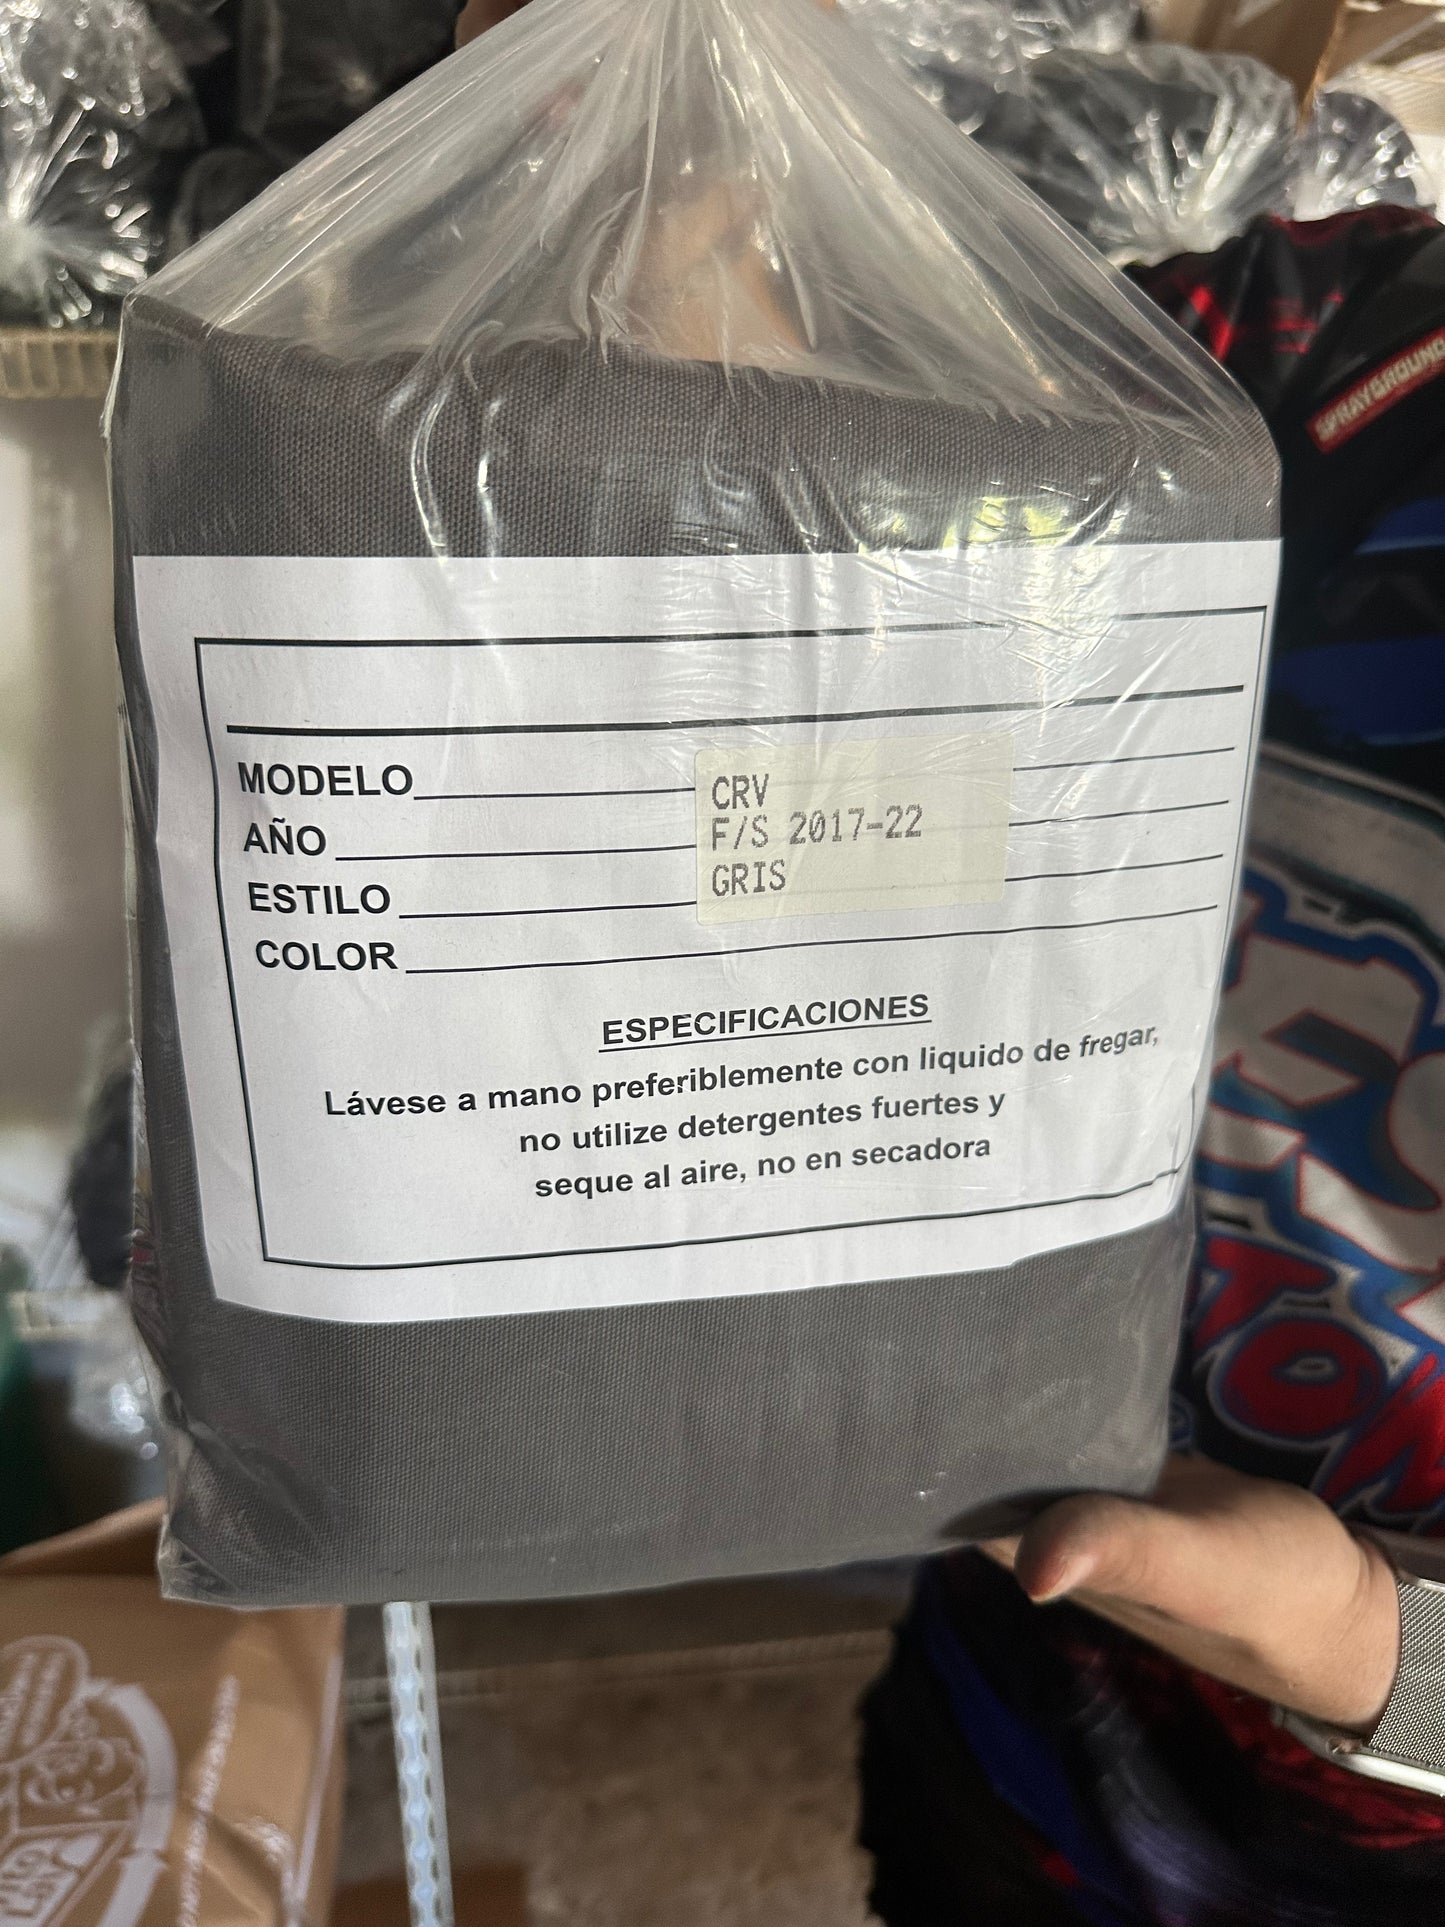 MODELO
AÑO
ESTILO
COLOR
CRV
F/S 2017-22
GRIS
ESPECIFICACIONES
Lávese a mano preferiblemente con liquido de fregar,
no utilize detergentes fuertes y
seque al aire, no en secadora
SPRAYGROUND